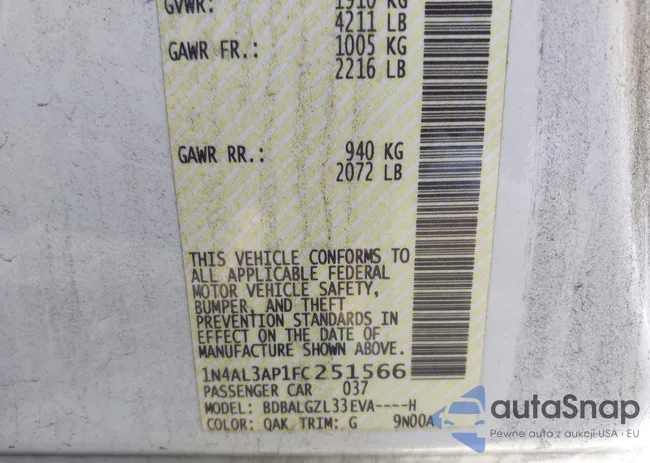 GVWR: 1910 KG
4211 LB
GAWR FR.: 1005 KG
2216 LB
GAWR RR.: 940 KG
2072 LB
THIS VEHICLE CONFORMS TO
ALL APPLICABLE FEDERAL
MOTOR VEHICLE SAFETY,
BUMPER, AND THEFT
PREVENTION STANDARDS IN
EFFECT ON THE DATE OF
MANUFACTURE SHOWN ABOVE.
1N4AL3AP1FC251566
PASSENGER CAR 037
MODEL: BDBALGZL33EVA----H
COLOR: QAK TRIM: G 9N00A
autoSnap
Pewne auta z aukcji USA i EU